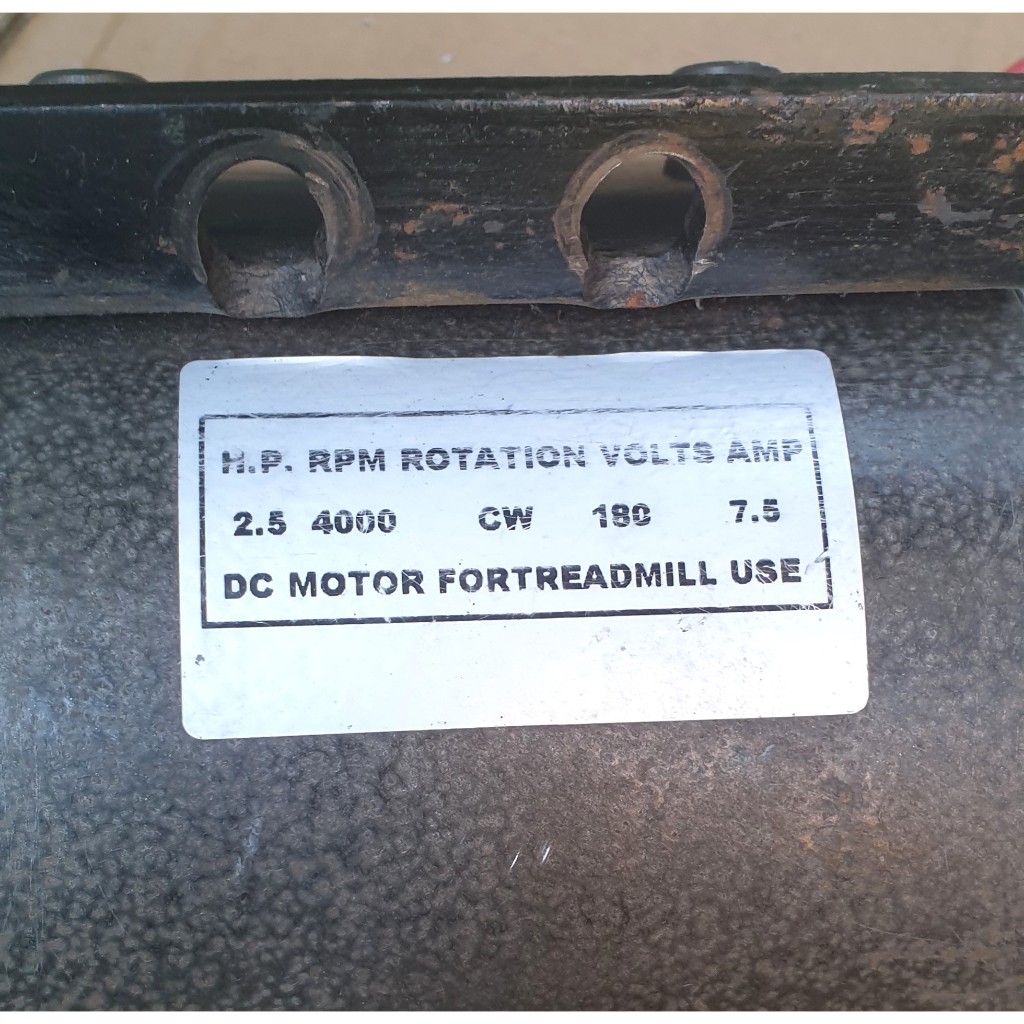 H.P. RPM ROTATION VOLTS AMP
2.5 4000 CW 180 7.5
DC MOTOR FORTREADMILL USE